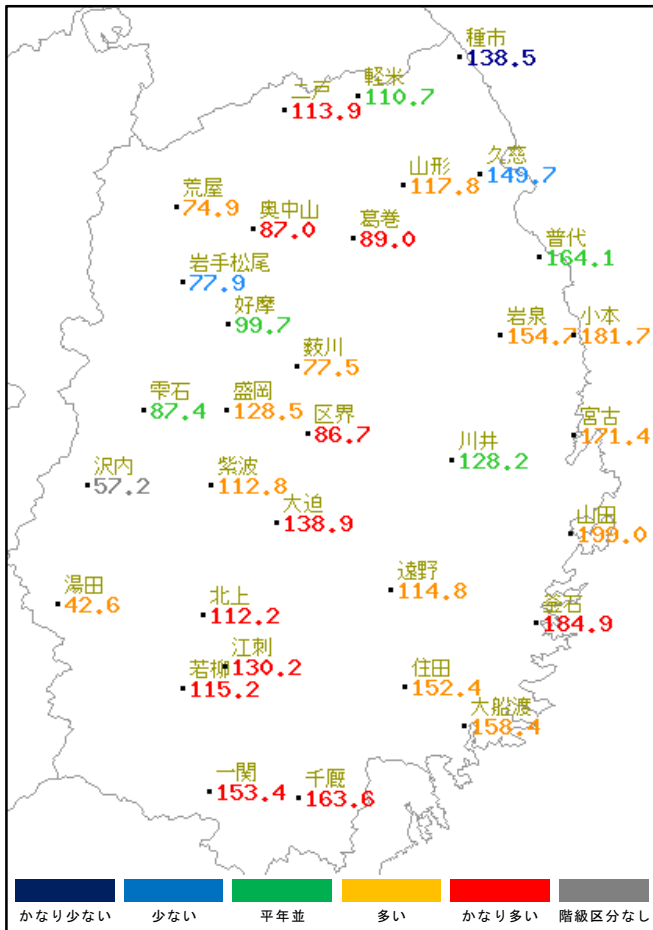 種市
138.5
軽米
110.7
二戸
113.9
久慈
149.7
山形
117.8
荒屋
74.9
奥中山
87.0
葛巻
89.0
普代
164.1
岩手松尾
77.9
好摩
99.7
岩泉
154.7
小本
181.7
薮川
77.5
雫石
87.4
盛岡
128.5
区界
86.7
宮古
171.4
川井
128.2
沢内
57.2
紫波
112.8
大迫
138.9
山田
199.0
遠野
114.8
湯田
42.6
北上
112.2
釜石
184.9
江刺
130.2
若柳
115.2
住田
152.4
大船渡
158.4
一関
153.4
千厩
163.6
かなり少ない 少ない 平年並 多い かなり多い 階級区分なし